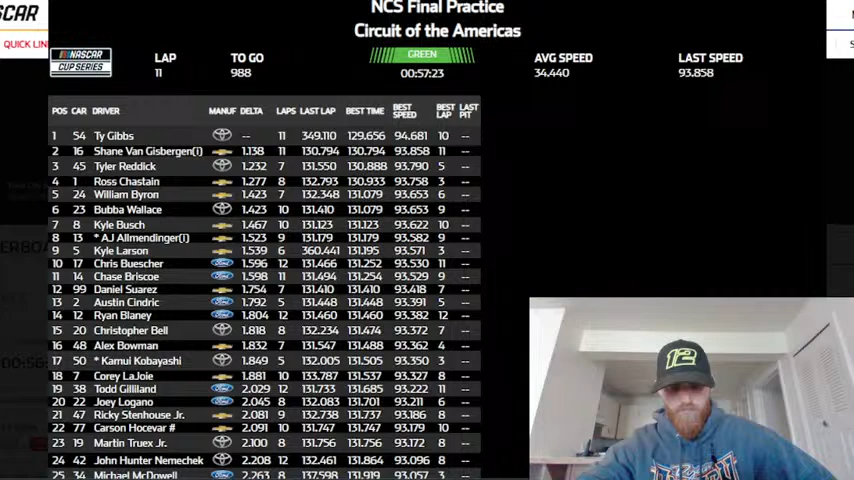 NCS Final Practice
CAR
Circuit of the Americas
QUICK LIN
NASCAR CUP SERIES
LAP TO GO GREEN AVG SPEED LAST SPEED
11 988 00:57:23 34.440 93.858
POS CAR DRIVER MANUF DELTA LAPS LAST LAP BEST TIME BEST SPEED BEST LAP LAST PIT
1 54 Ty Gibbs -- 11 349.110 129.656 94.681 10 --
2 16 Shane Van Gisbergen(i) 1.138 11 130.794 130.794 93.858 11 --
3 45 Tyler Reddick 1.232 7 131.550 130.888 93.790 5 --
4 1 Ross Chastain 1.277 8 132.793 130.933 93.758 3 --
5 24 William Byron 1.423 7 132.348 131.079 93.653 6 --
6 23 Bubba Wallace 1.423 10 131.410 131.079 93.653 9 --
7 8 Kyle Busch 1.467 10 131.123 131.123 93.622 10 --
8 13 * AJ Allmendinger(i) 1.523 9 131.179 131.179 93.582 9 --
9 5 Kyle Larson 1.539 6 360.441 131.195 93.571 3 --
10 17 Chris Buescher 1.596 12 131.466 131.252 93.530 11 --
11 14 Chase Briscoe 1.598 11 131.494 131.254 93.529 9 --
12 99 Daniel Suarez 1.754 7 131.410 131.410 93.418 7 --
13 2 Austin Cindric 1.792 5 131.448 131.448 93.391 5 --
14 12 Ryan Blaney 1.804 12 131.460 131.460 93.382 12 --
15 20 Christopher Bell 1.818 8 132.234 131.474 93.372 7 --
16 48 Alex Bowman 1.832 7 131.547 131.488 93.362 4 --
17 50 * Kamui Kobayashi 1.849 5 132.005 131.505 93.350 3 --
18 7 Corey LaJoie 1.881 10 133.787 131.537 93.327 8 --
19 38 Todd Gilliland 2.029 12 131.733 131.685 93.222 11 --
20 22 Joey Logano 2.045 8 132.083 131.701 93.211 6 --
21 47 Ricky Stenhouse Jr. 2.081 9 132.738 131.737 93.186 8 --
22 77 Carson Hocevar # 2.091 10 131.747 131.747 93.179 10 --
23 19 Martin Truex Jr. 2.100 8 131.756 131.756 93.172 8 --
24 42 John Hunter Nemechek 2.208 12 132.461 131.864 93.096 8 --
25 34 Michael McDowell 2.263 8 137.598 131.919 93.057 3 --
12